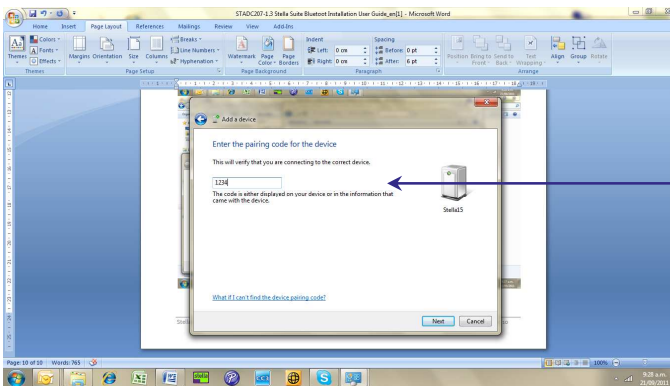 STADC207-1.3 Stella Suite Bluetoot Installation User Guide_en[1] - Microsoft Word
Home Insert Page Layout References Mailings Review View Add-Ins
Colors
Fonts
Effects
Themes
Margins Orientation Size Columns
Breaks
Line Numbers
Hyphenation
Watermark Page Color Page Borders
Indent
Left: 0 cm
Right: 0 cm
Spacing
Before: 0 pt
After: 6 pt
Position Bring to Front Send to Back Text Wrapping Align Group Rotate
Themes Page Setup Page Background Paragraph Arrange
Add a device
Enter the pairing code for the device
This will verify that you are connecting to the correct device.
1234
The code is either displayed on your device or in the information that
came with the device.
Stella15
What if I can't find the device pairing code?
Next Cancel
Page: 10 of 10 Words: 765 100%
9:28 a.m.